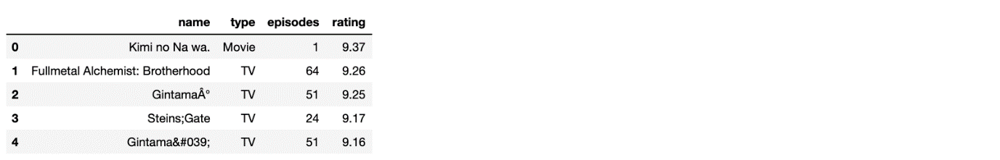 name type episodes rating
0 Kimi no Na wa. Movie 1 9.37
1 Fullmetal Alchemist: Brotherhood TV 64 9.26
2 GintamaÂ° TV 51 9.25
3 Steins;Gate TV 24 9.17
4 Gintama&#039; TV 51 9.16